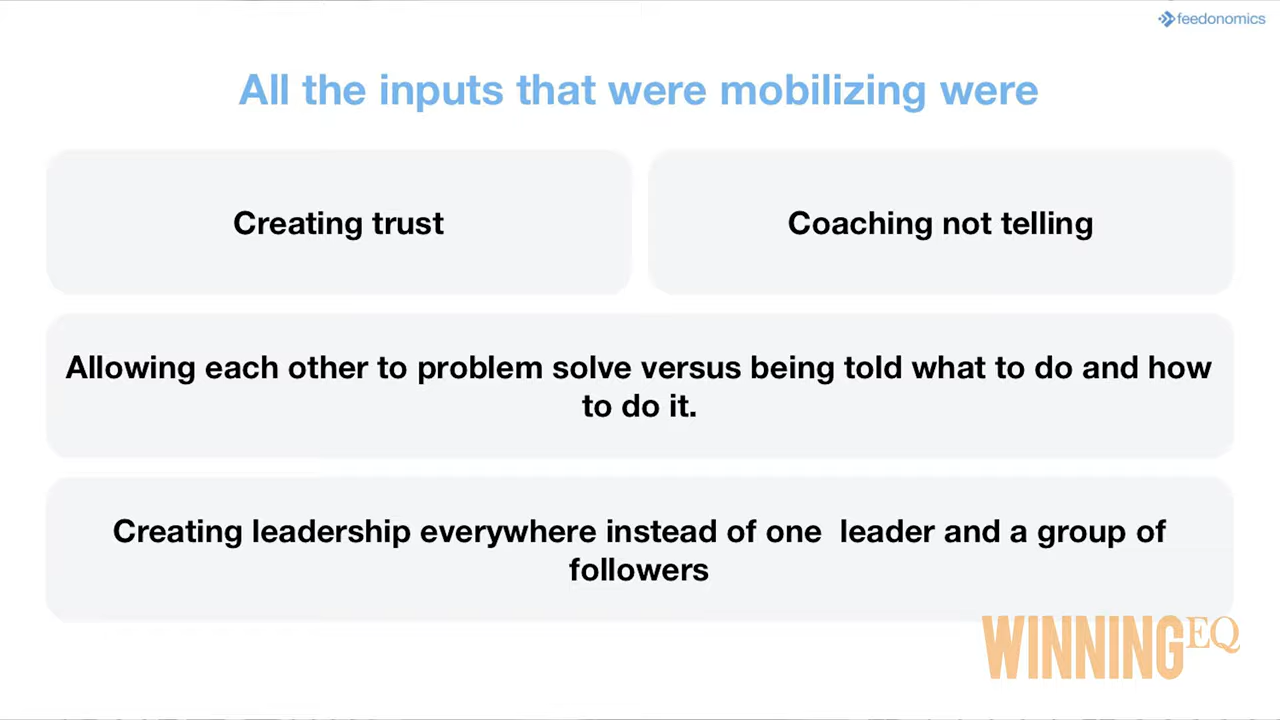 feedonomics
All the inputs that were mobilizing were
Creating trust
Coaching not telling
Allowing each other to problem solve versus being told what to do and how
to do it.
Creating leadership everywhere instead of one  leader and a group of
followers
WINNINGEQ